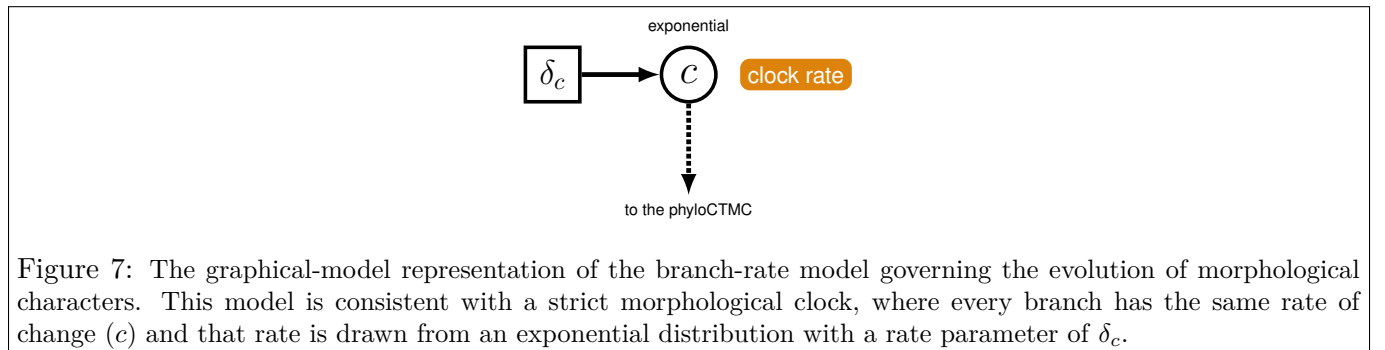 exponential
δc c clock rate
to the phyloCTMC
Figure 7: The graphical-model representation of the branch-rate model governing the evolution of morphological
characters. This model is consistent with a strict morphological clock, where every branch has the same rate of
change (c) and that rate is drawn from an exponential distribution with a rate parameter of δc.